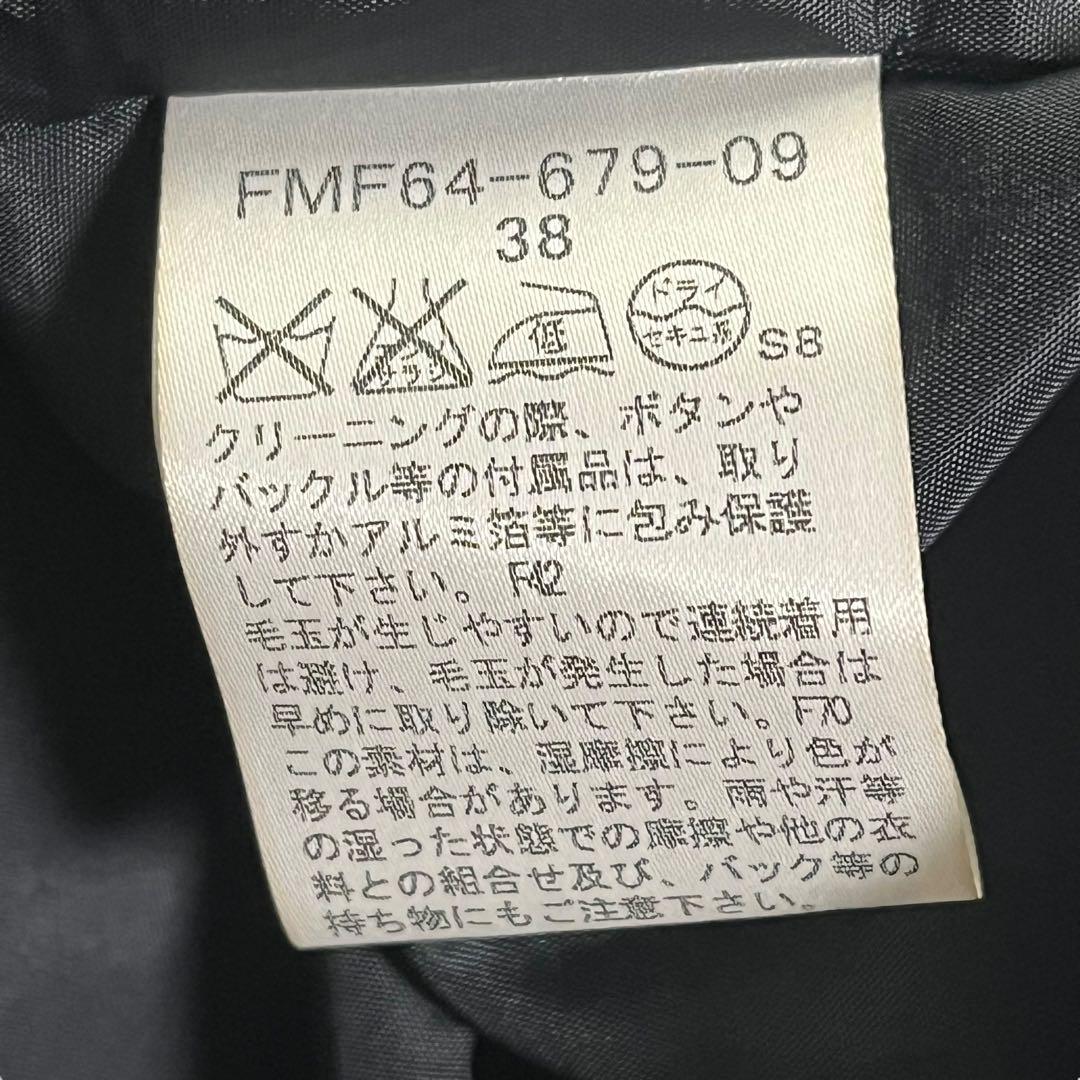 FMF64-679-09
38
エンソサラシ
低
ドライ
セキユ系
S8
クリーニングの際、ボタンや
バックル等の付属品は、取り
外すかアルミ箔等に包み保護
して下さい。 F42
毛玉が生じやすいので連続着用
は避け、毛玉が発生した場合は
早めに取り除いて下さい。F70
この素材は、湿摩擦により色が
移る場合があります。雨や汗等
の湿った状態での摩擦や他の衣
料との組合せ及び、バック等の
持ち物にもご注意下さい。